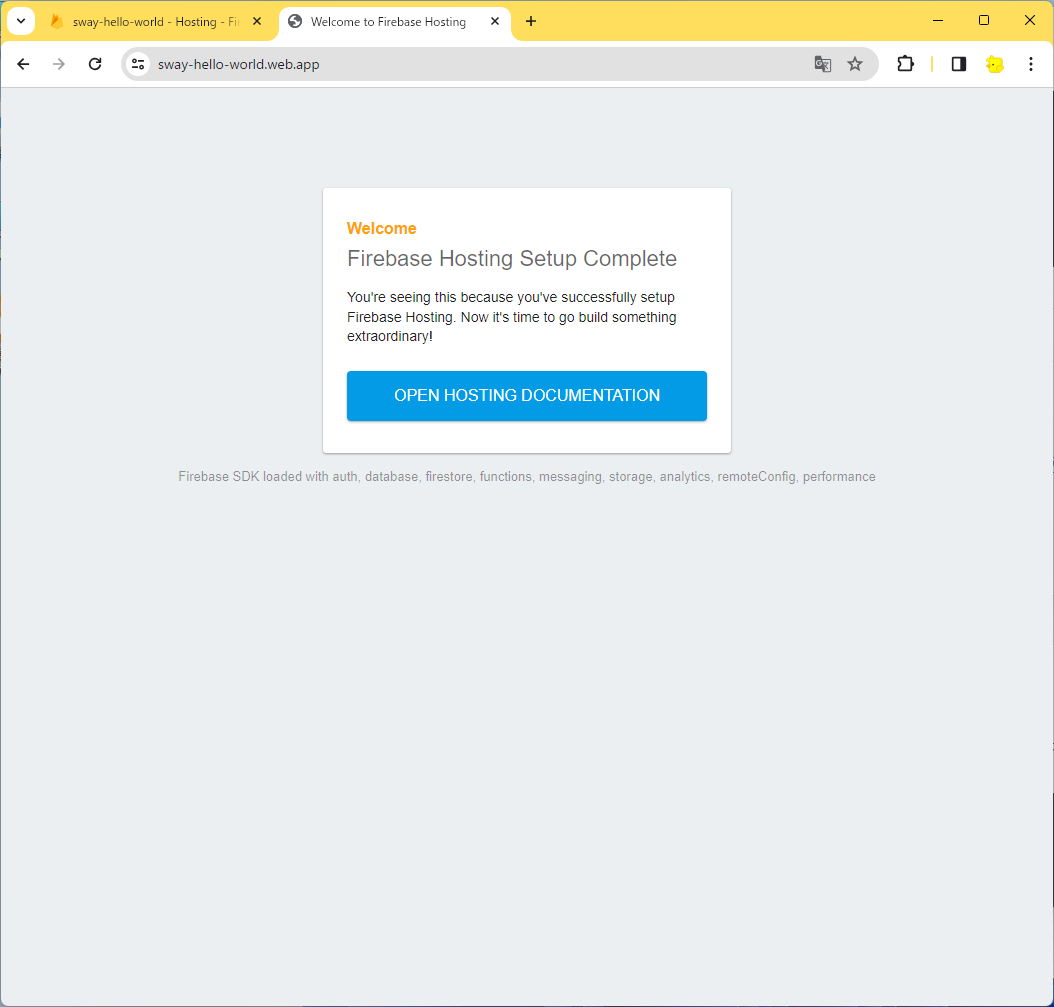 sway-hello-world - Hosting - Fi
Welcome to Firebase Hosting
sway-hello-world.web.app
Welcome
Firebase Hosting Setup Complete
You're seeing this because you've successfully setup
Firebase Hosting. Now it's time to go build something
extraordinary!
OPEN HOSTING DOCUMENTATION
Firebase SDK loaded with auth, database, firestore, functions, messaging, storage, analytics, remoteConfig, performance